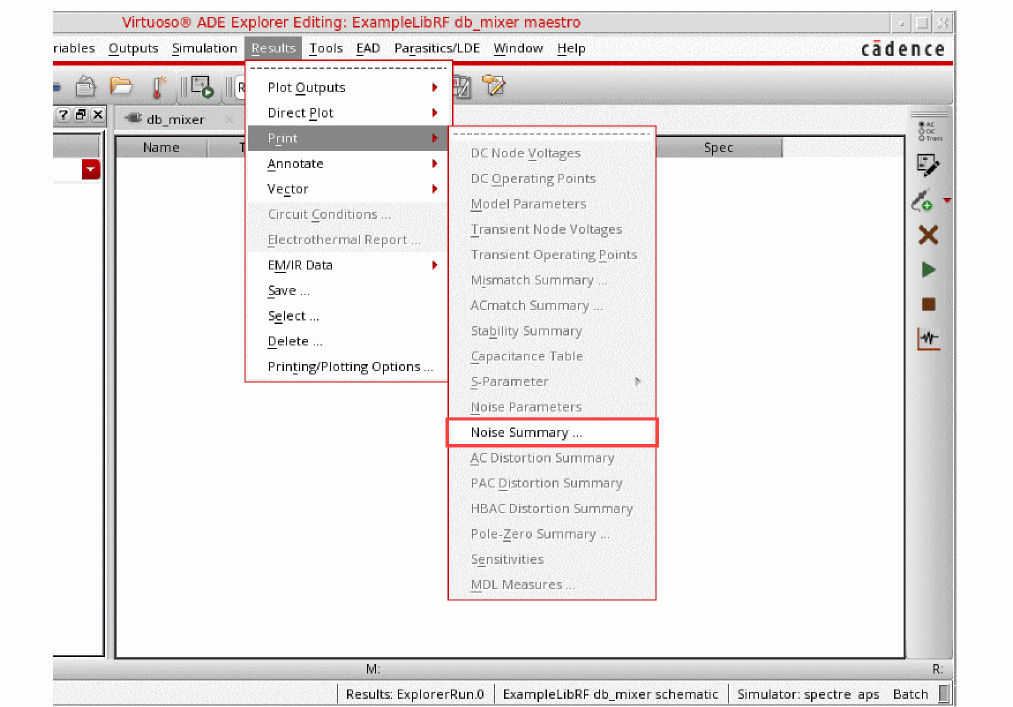 Virtuoso® ADE Explorer Editing: ExampleLibRF db_mixer maestro
riables Outputs Simulation Results Tools EAD Parasitics/LDE Window Help cādence
R
? db_mixer
AC
DC
Trans
Name T Spec
Plot Outputs
Direct Plot
Print
Annotate
Vector
Circuit Conditions ...
Electrothermal Report ...
EM/IR Data
Save ...
Select ...
Delete ...
Printing/Plotting Options ...
DC Node Voltages
DC Operating Points
Model Parameters
Transient Node Voltages
Transient Operating Points
Mismatch Summary ...
ACmatch Summary ...
Stability Summary
Capacitance Table
S-Parameter
Noise Parameters
Noise Summary ...
AC Distortion Summary
PAC Distortion Summary
HBAC Distortion Summary
Pole-Zero Summary ...
Sensitivities
MDL Measures ...
M: R:
Results: ExplorerRun.0 ExampleLibRF db_mixer schematic Simulator: spectre aps Batch